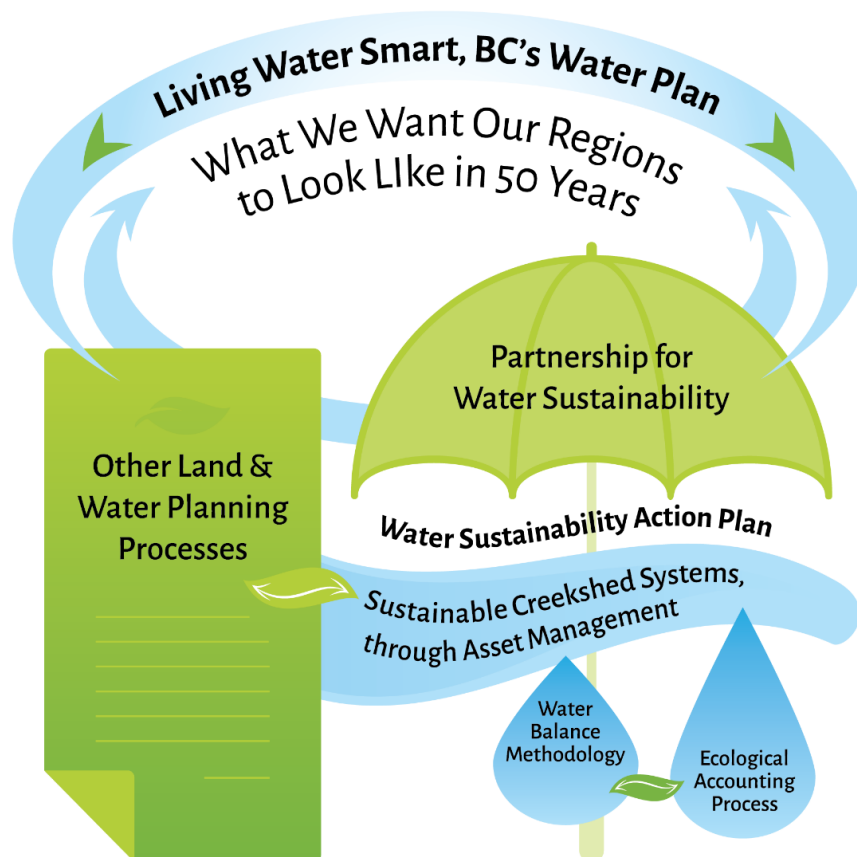 Living Water Smart, BC's Water Plan
What We Want Our Regions
to Look LIke in 50 Years
Partnership for
Water Sustainability
Other Land &
Water Planning
Processes
Water Sustainability Action Plan
Sustainable Creekshed Systems,
through Asset Management
Water
Balance
Methodology
Ecological
Accounting
Process